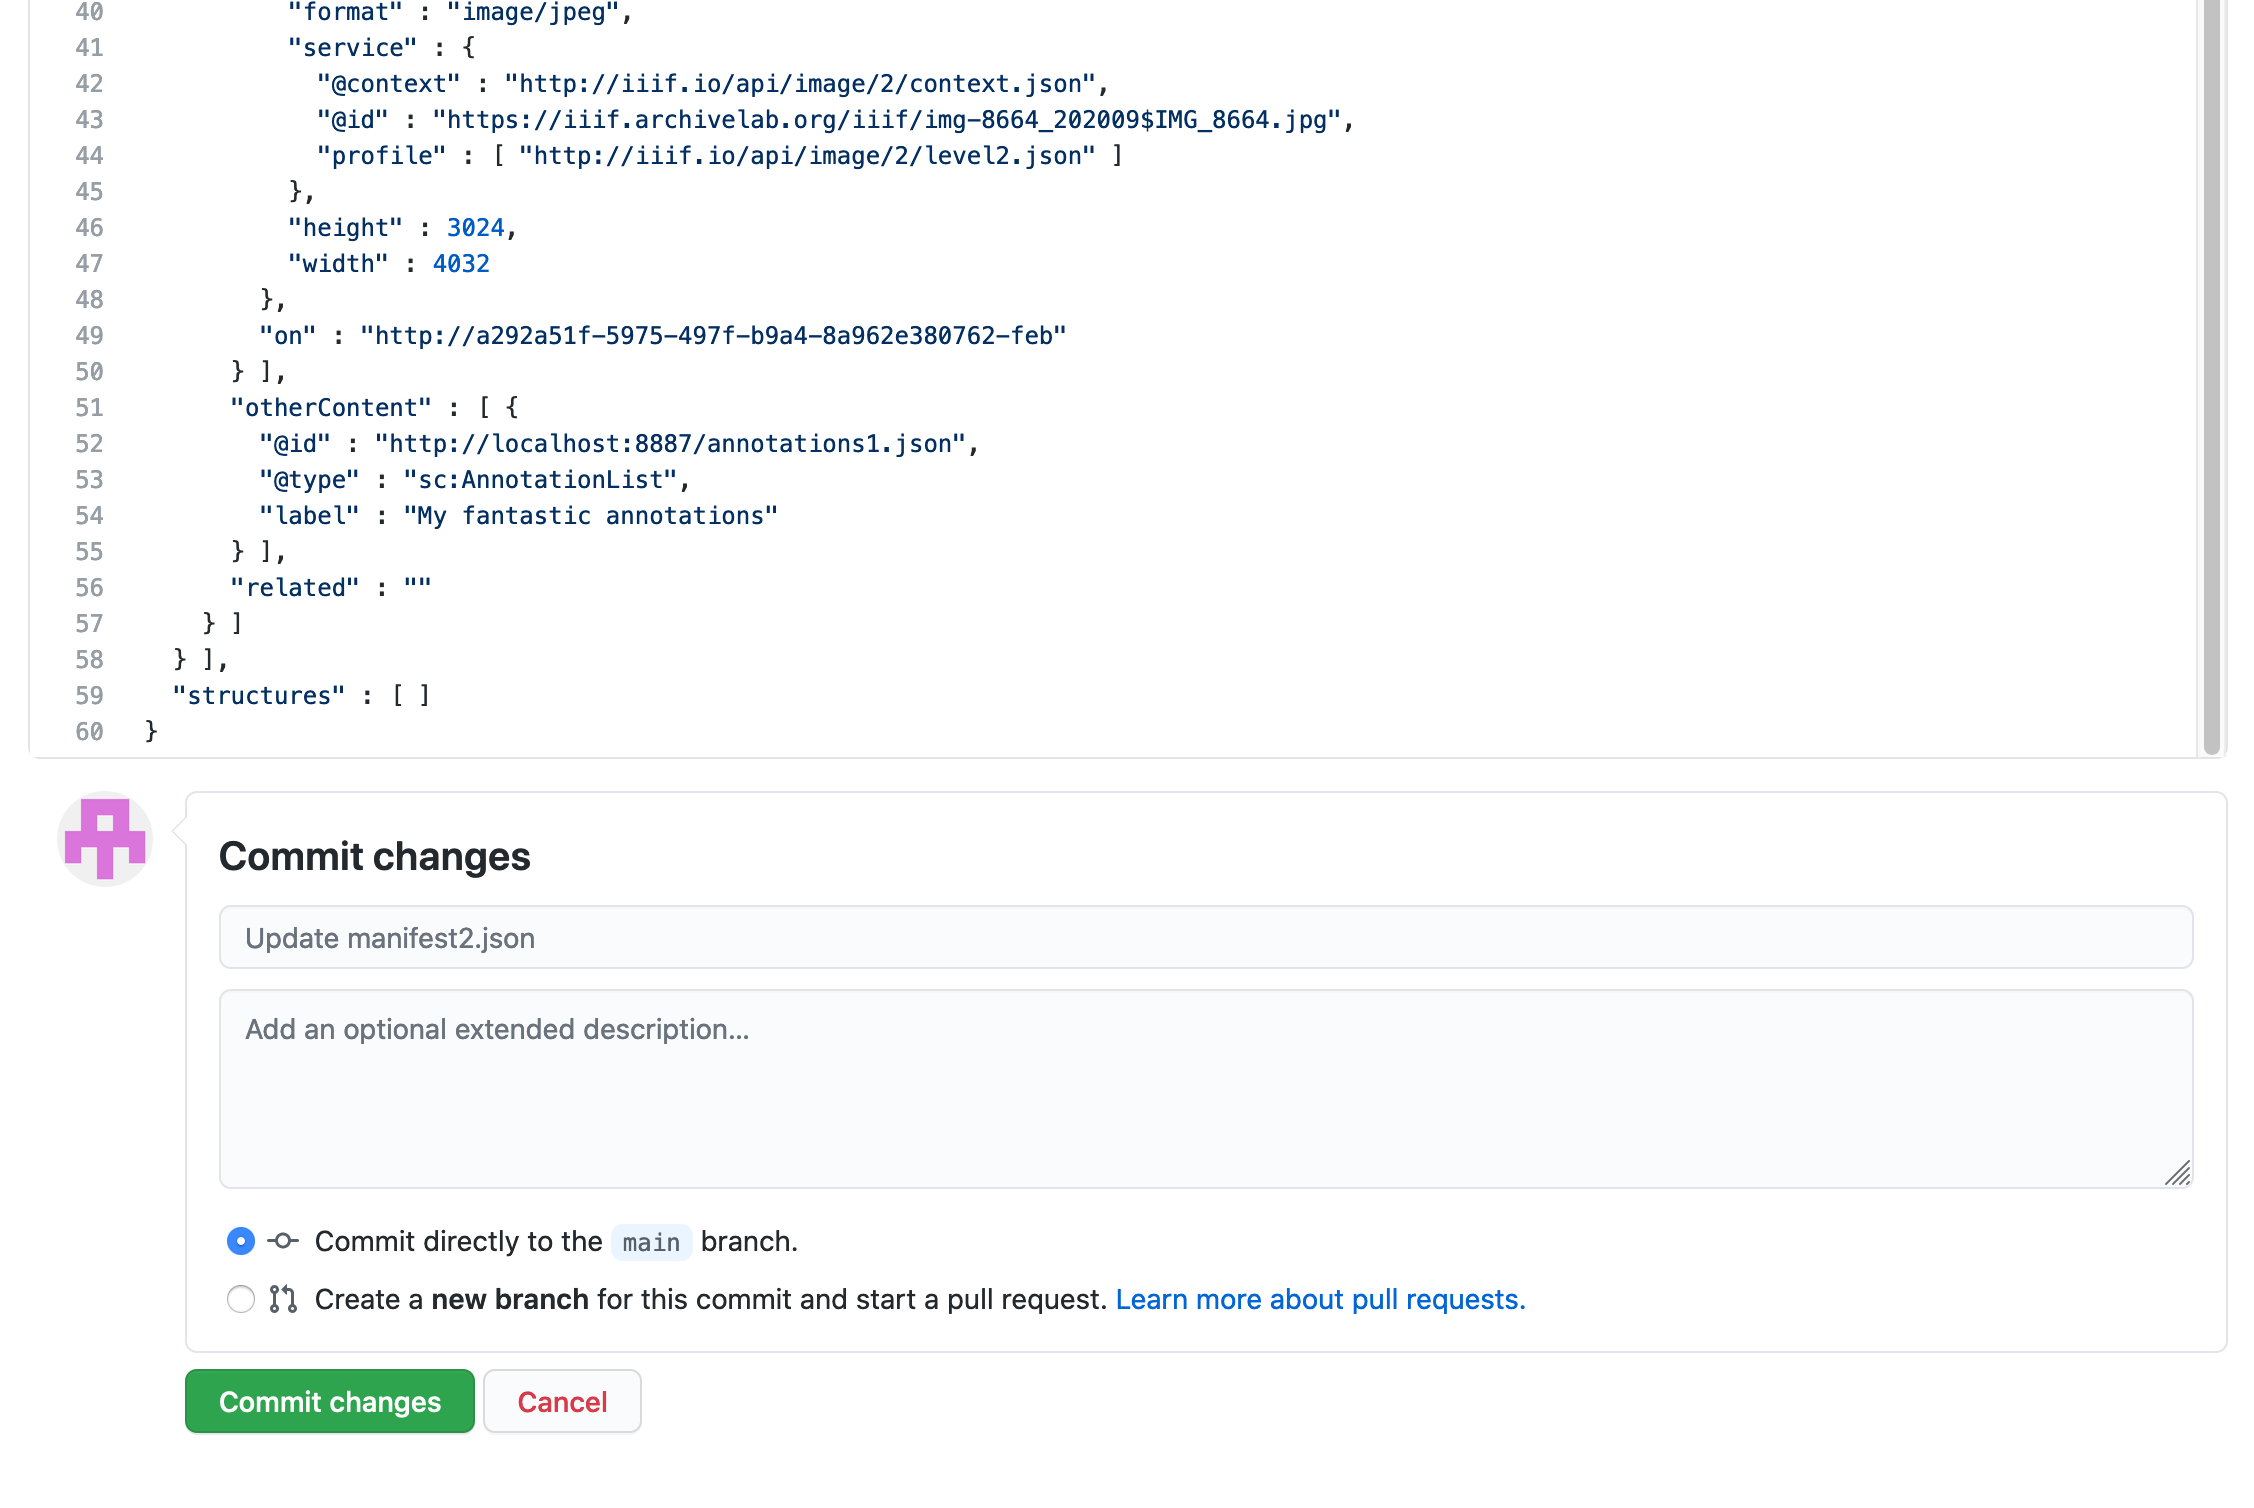 40 "format" : "image/jpeg",
41 "service" : {
42 "@context" : "http://iiif.io/api/image/2/context.json",
43 "@id" : "https://iiif.archivelab.org/iiif/img-8664_202009$IMG_8664.jpg",
44 "profile" : [ "http://iiif.io/api/image/2/level2.json" ]
45 },
46 "height" : 3024,
47 "width" : 4032
48 },
49 "on" : "http://a292a51f-5975-497f-b9a4-8a962e380762-feb"
50 } ],
51 "otherContent" : [ {
52 "@id" : "http://localhost:8887/annotations1.json",
53 "@type" : "sc:AnnotationList",
54 "label" : "My fantastic annotations"
55 } ],
56 "related" : ""
57 } ]
58 } ],
59 "structures" : [ ]
60 }
Commit changes
Update manifest2.json
Add an optional extended description...
Commit directly to the main branch.
Create a new branch for this commit and start a pull request. Learn more about pull requests.
Commit changes Cancel